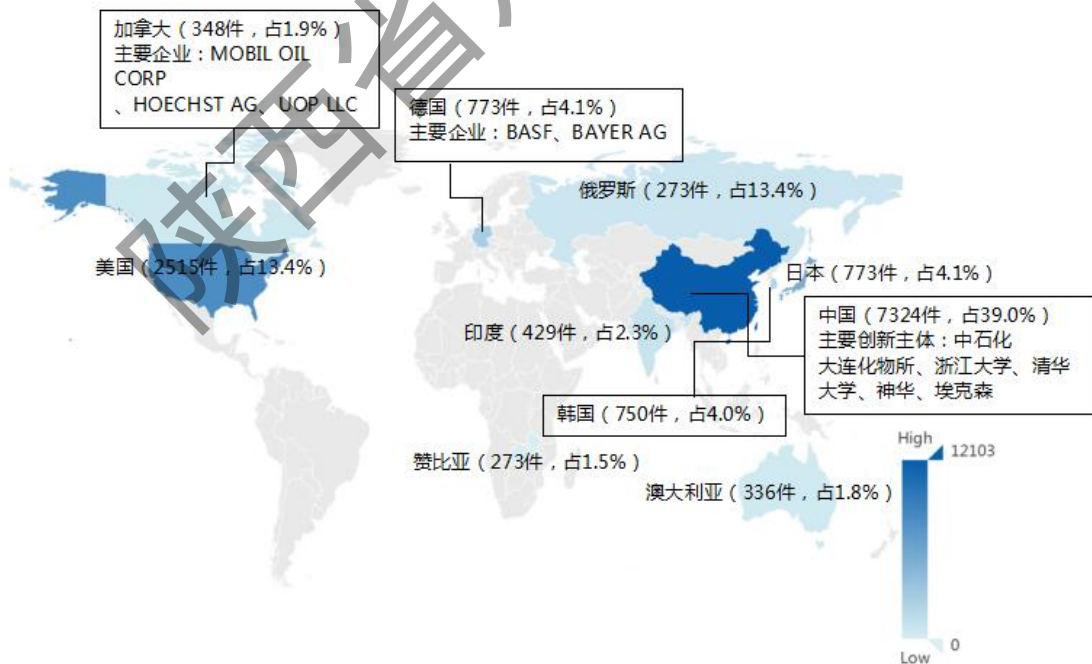 加拿大（348件，占1.9%）
主要企业：MOBIL OIL
CORP
、HOECHST AG、UOP LLC
德国（773件，占4.1%）
主要企业：BASF、BAYER AG
俄罗斯（273件，占13.4%）
美国（2515件，占13.4%）
日本（773件，占4.1%）
中国（7324件，占39.0%）
主要创新主体：中石化
大连化物所、浙江大学、清华
大学、神华、埃克森
印度（429件，占2.3%）
韩国（750件，占4.0%）
赞比亚（273件，占1.5%）
澳大利亚（336件，占1.8%）
High
12103
0
Low
陕西省